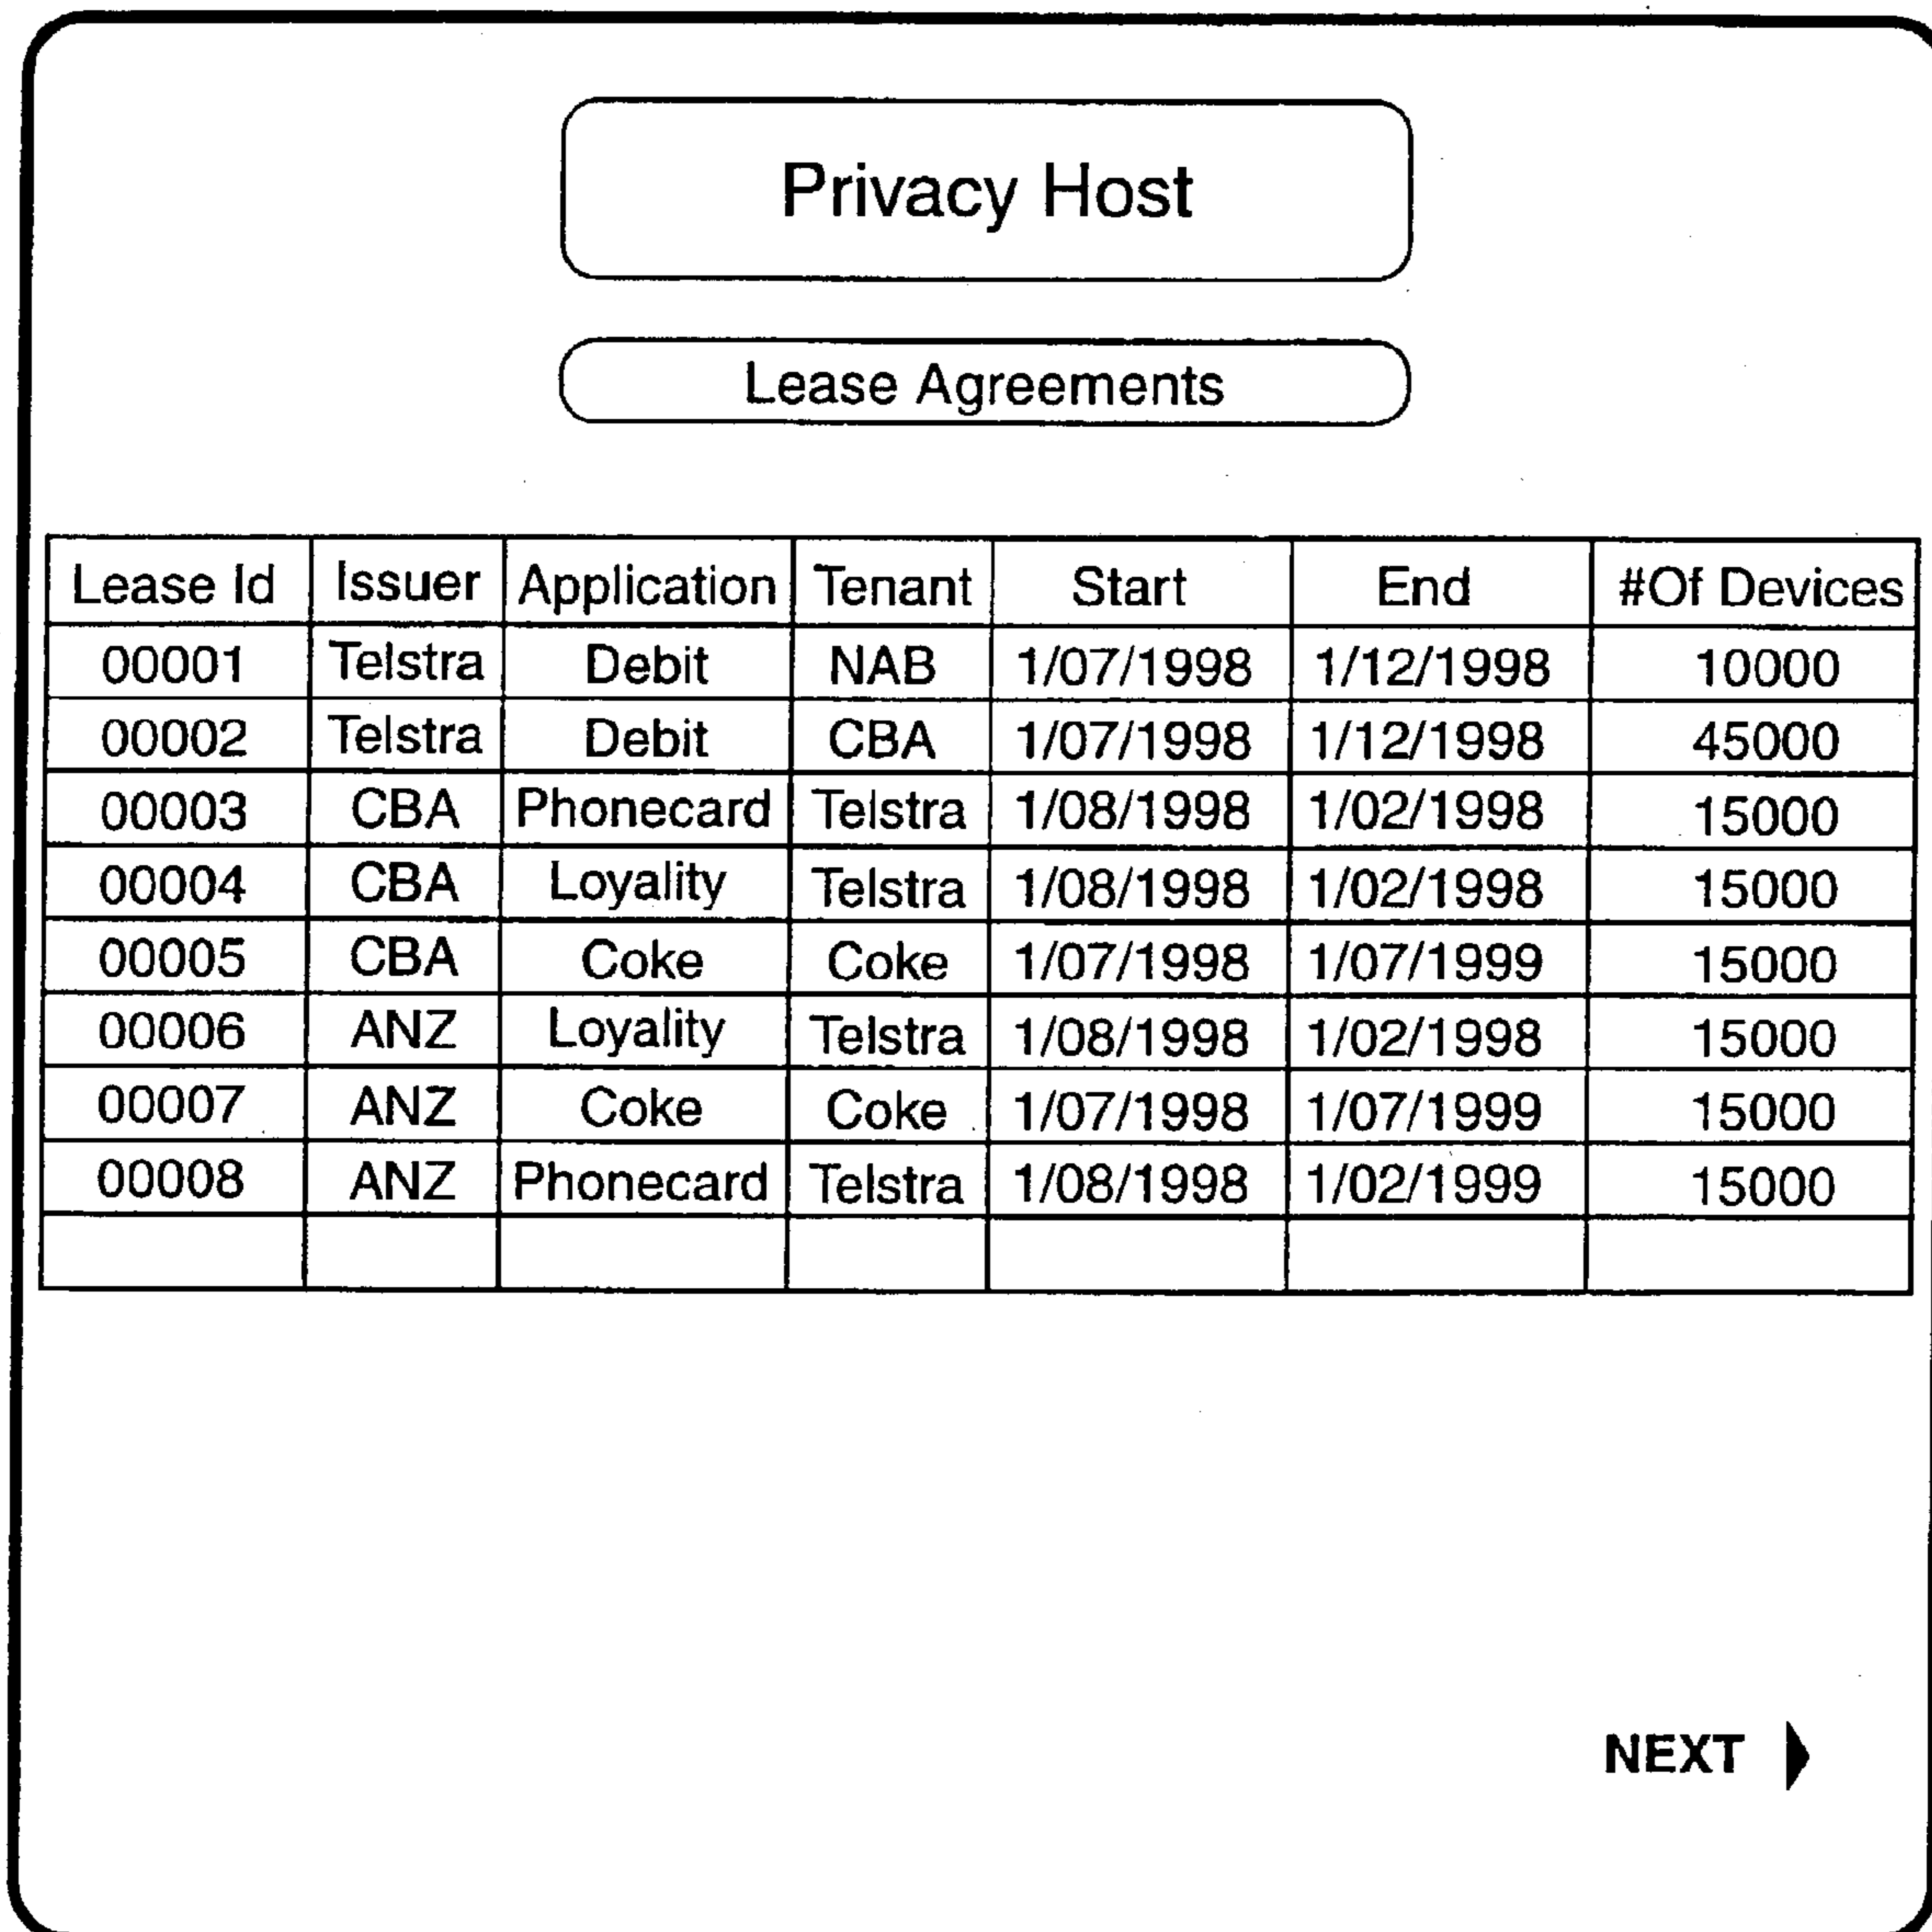 Privacy Host
Lease Agreements
Lease Id Issuer Application Tenant Start End #Of Devices
00001 Telstra Debit NAB 1/07/1998 1/12/1998 10000
00002 Telstra Debit CBA 1/07/1998 1/12/1998 45000
00003 CBA Phonecard Telstra 1/08/1998 1/02/1998 15000
00004 CBA Loyality Telstra 1/08/1998 1/02/1998 15000
00005 CBA Coke Coke 1/07/1998 1/07/1999 15000
00006 ANZ Loyality Telstra 1/08/1998 1/02/1998 15000
00007 ANZ Coke Coke 1/07/1998 1/07/1999 15000
00008 ANZ Phonecard Telstra 1/08/1998 1/02/1999 15000
NEXT